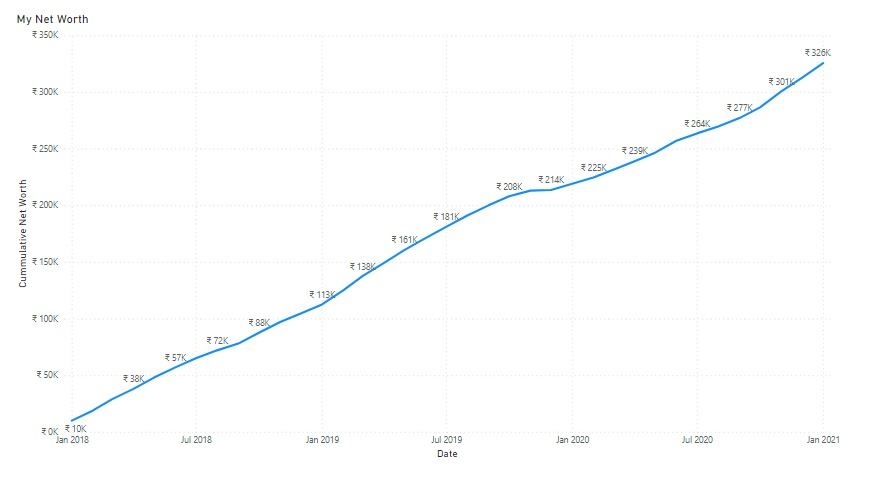 My Net Worth
₹ 350K
₹ 326K
₹ 300K
₹ 301K
₹ 277K
₹ 264K
₹ 250K
₹ 239K
₹ 225K
₹ 214K
₹ 208K
₹ 200K
₹ 181K
₹ 161K
₹ 150K
₹ 138K
₹ 113K
₹ 100K
₹ 88K
₹ 72K
₹ 57K
₹ 50K
₹ 38K
₹ 0K
₹ 10K
Cummulative Net Worth
Jan 2018 Jul 2018 Jan 2019 Jul 2019 Jan 2020 Jul 2020 Jan 2021
Date